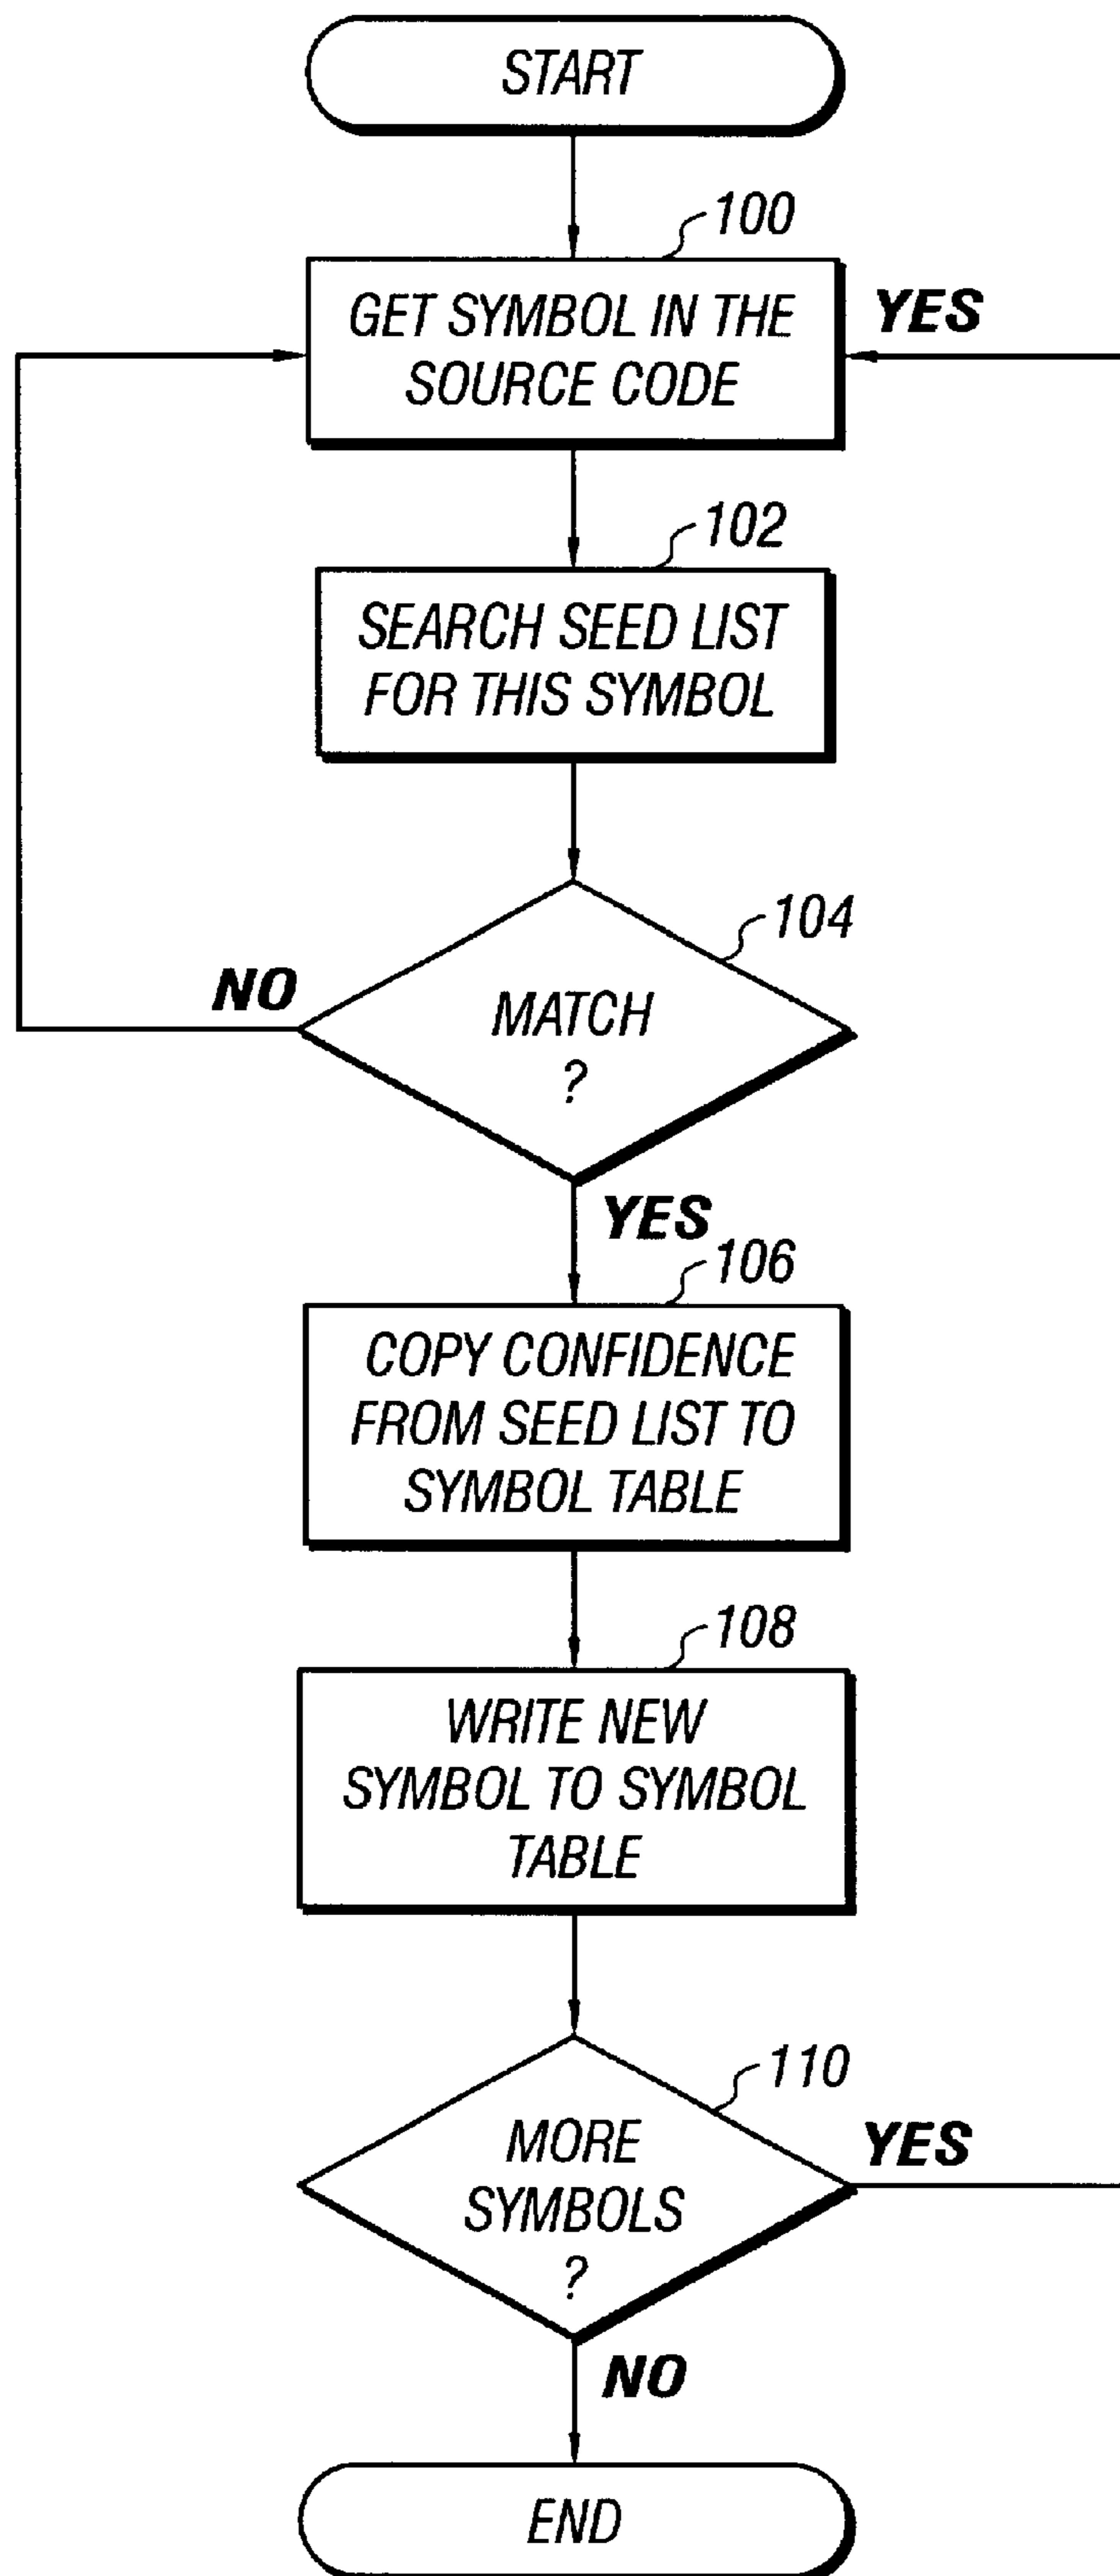 START
100
GET SYMBOL IN THE
SOURCE CODE
YES
102
SEARCH SEED LIST
FOR THIS SYMBOL
104
NO
MATCH
?
YES
106
COPY CONFIDENCE
FROM SEED LIST TO
SYMBOL TABLE
108
WRITE NEW
SYMBOL TO SYMBOL
TABLE
110
MORE
SYMBOLS
?
YES
NO
END